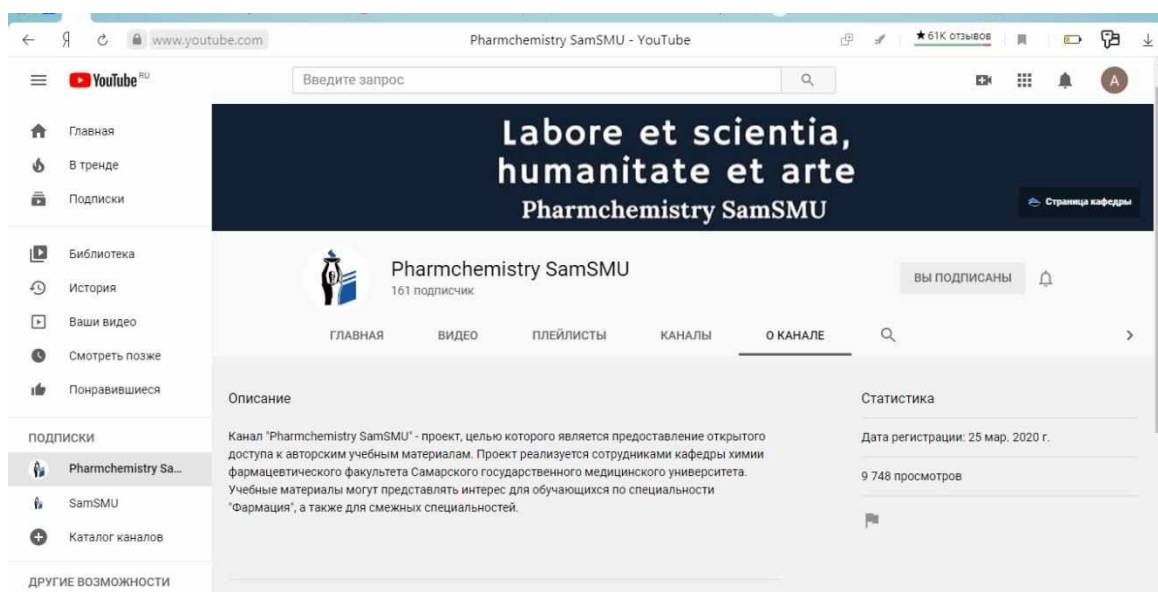 Я
www.youtube.com
Pharmchemistry SamSMU - YouTube
★61K отзывов
YouTube RU
Введите запрос
A
Главная
В тренде
Подписки
Библиотека
История
Ваши видео
Смотреть позже
Понравившиеся
ПОДПИСКИ
Pharmchemistry Sa...
SamSMU
Каталог каналов
ДРУГИЕ ВОЗМОЖНОСТИ
Labore et scientia,
humanitate et arte
Pharmchemistry SamSMU
Страница кафедры
Pharmchemistry SamSMU
161 подписчик
ВЫ ПОДПИСАНЫ
ГЛАВНАЯ ВИДЕО ПЛЕЙЛИСТЫ КАНАЛЫ О КАНАЛЕ
Описание
Канал "Pharmchemistry SamSMU" - проект, целью которого является предоставление открытого
доступа к авторским учебным материалам. Проект реализуется сотрудниками кафедры химии
фармацевтического факультета Самарского государственного медицинского университета.
Учебные материалы могут представлять интерес для обучающихся по специальности
"Фармация", а также для смежных специальностей.
Статистика
Дата регистрации: 25 мар. 2020 г.
9 748 просмотров